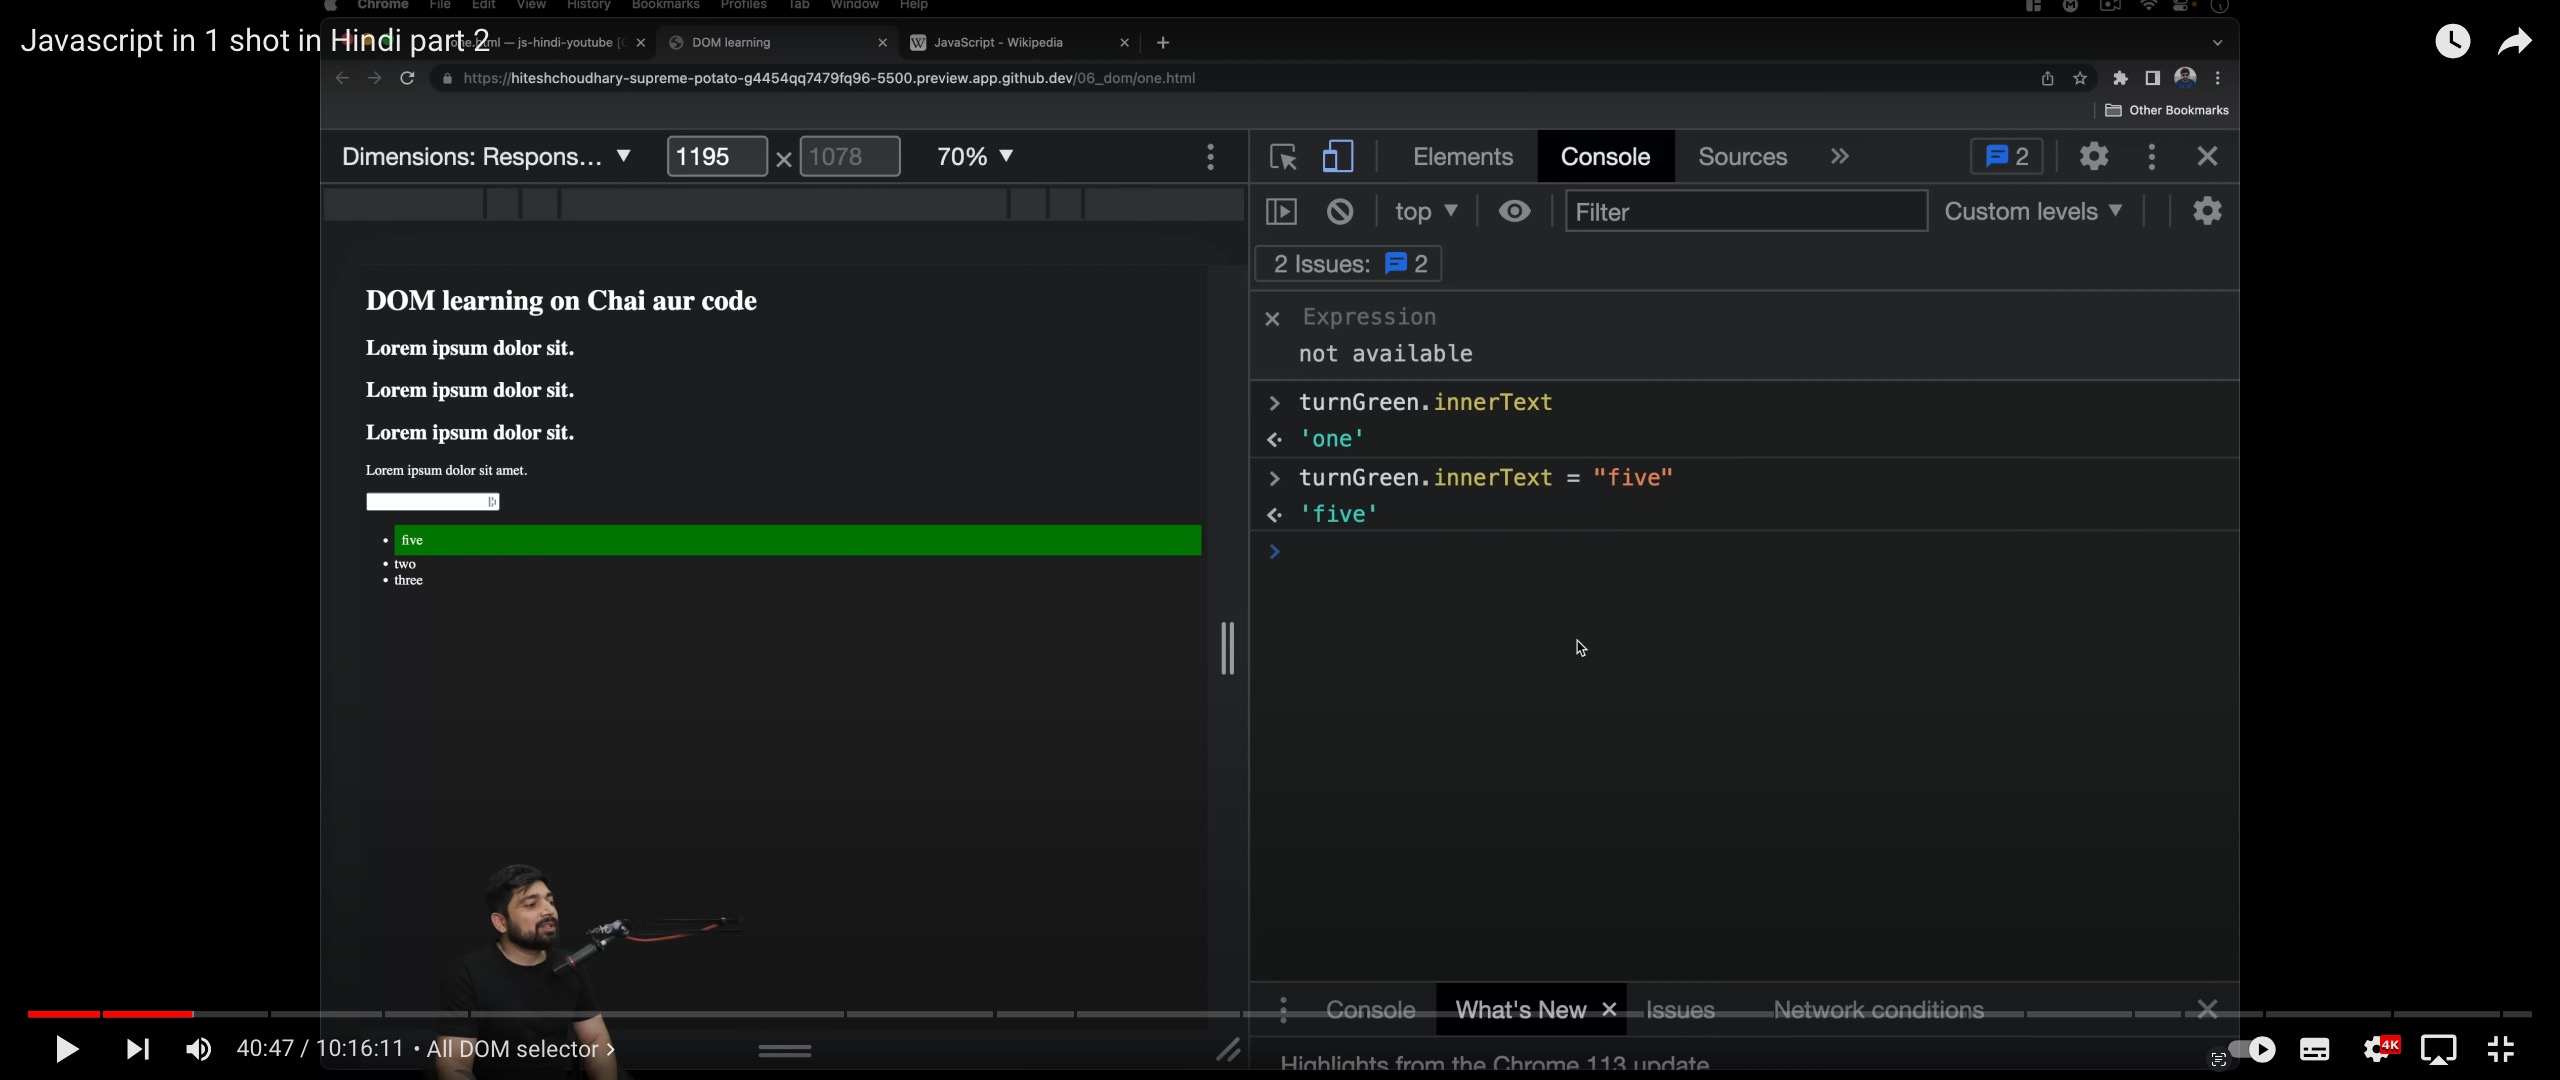 Chrome File Edit View History Bookmarks Profiles Tab Window Help
Javascript in 1 shot in Hindi part 2
js-hindi-youtube
DOM learning
JavaScript - Wikipedia
https://hiteshchoudhary-supreme-potato-g4454qq7479fq96-5500.preview.app.github.dev/06_dom/one.html
Other Bookmarks
Dimensions: Respons... ▼ 1195 × 1078 70% ▼
Elements Console Sources » 2
top ▼ Filter Custom levels ▼
2 Issues: 2
DOM learning on Chai aur code
Lorem ipsum dolor sit.
Lorem ipsum dolor sit.
Lorem ipsum dolor sit.
Lorem ipsum dolor sit amet.
• five
• two
• three
Expression
not available
> turnGreen.innerText
'one'
> turnGreen.innerText = "five"
'five'
>
Console What's New × Issues Network conditions
Highlights from the Chrome 113 update
40:47 / 10:16:11 • All DOM selector ›
4K